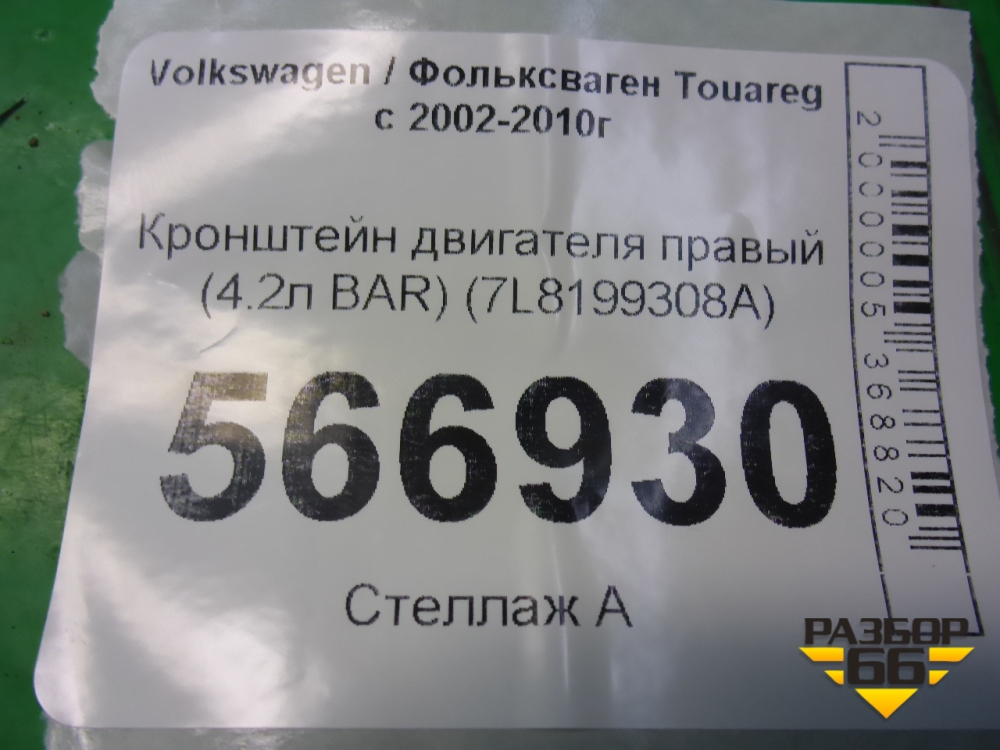 Volkswagen / Фольксваген Touareg
с 2002-2010г
Кронштейн двигателя правый
(4.2л BAR) (7L8199308A)
566930
Стеллаж А
2000005368820
РАЗБОР
66